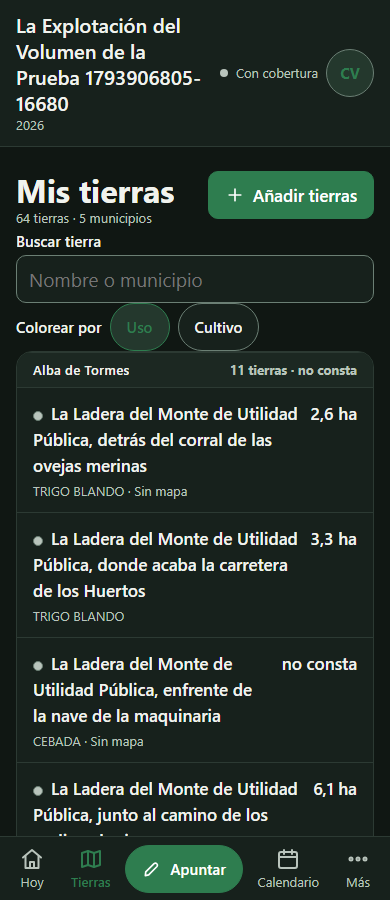 La Explotación del
Volumen de la
Prueba 1793906805-
16680
2026
Con cobertura
CV
Mis tierras
64 tierras · 5 municipios
Añadir tierras
Buscar tierra
Nombre o municipio
Colorear por
Uso
Cultivo
Alba de Tormes
11 tierras · no consta
La Ladera del Monte de Utilidad
Pública, detrás del corral de las
ovejas merinas
2,6 ha
TRIGO BLANDO · Sin mapa
La Ladera del Monte de Utilidad
Pública, donde acaba la carretera
de los Huertos
3,3 ha
TRIGO BLANDO
La Ladera del Monte de
Utilidad Pública, enfrente de
la nave de la maquinaria
no consta
CEBADA · Sin mapa
La Ladera del Monte de Utilidad
Pública, junto al camino de los
6,1 ha
Hoy
Tierras
Apuntar
Calendario
Más